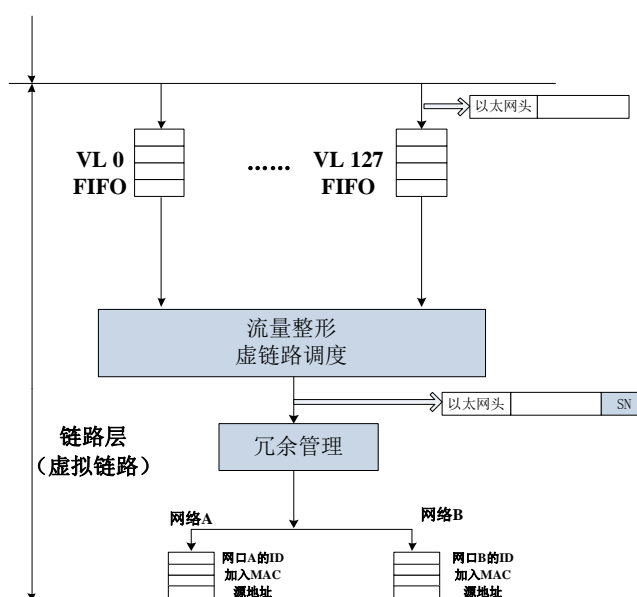 以太网头
VL 0
FIFO
......
VL 127
FIFO
流量整形
虚链路调度
以太网头
SN
链路层
（虚拟链路）
冗余管理
网络A
网络B
网口A的ID
加入MAC
源地址
网口B的ID
加入MAC
源地址